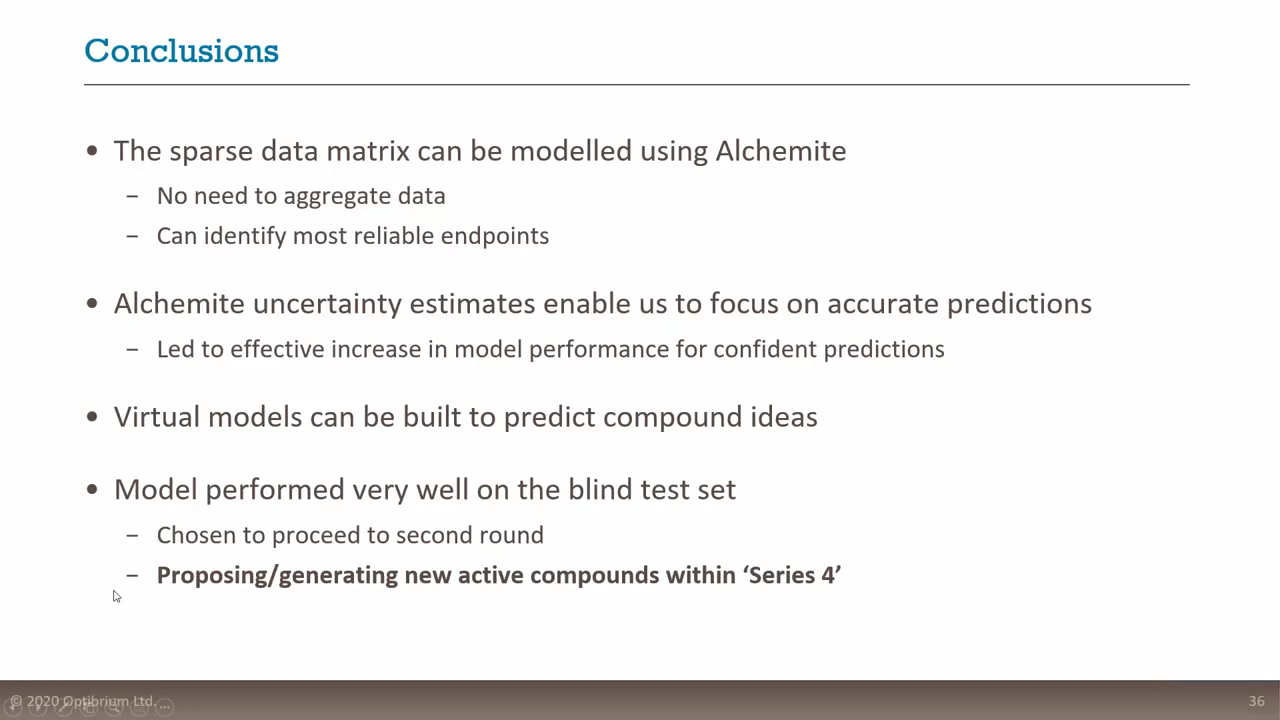 Conclusions
• The sparse data matrix can be modelled using Alchemite
– No need to aggregate data
– Can identify most reliable endpoints
• Alchemite uncertainty estimates enable us to focus on accurate predictions
– Led to effective increase in model performance for confident predictions
• Virtual models can be built to predict compound ideas
• Model performed very well on the blind test set
– Chosen to proceed to second round
– Proposing/generating new active compounds within ‘Series 4’
© 2020 Optibrium Ltd.
36